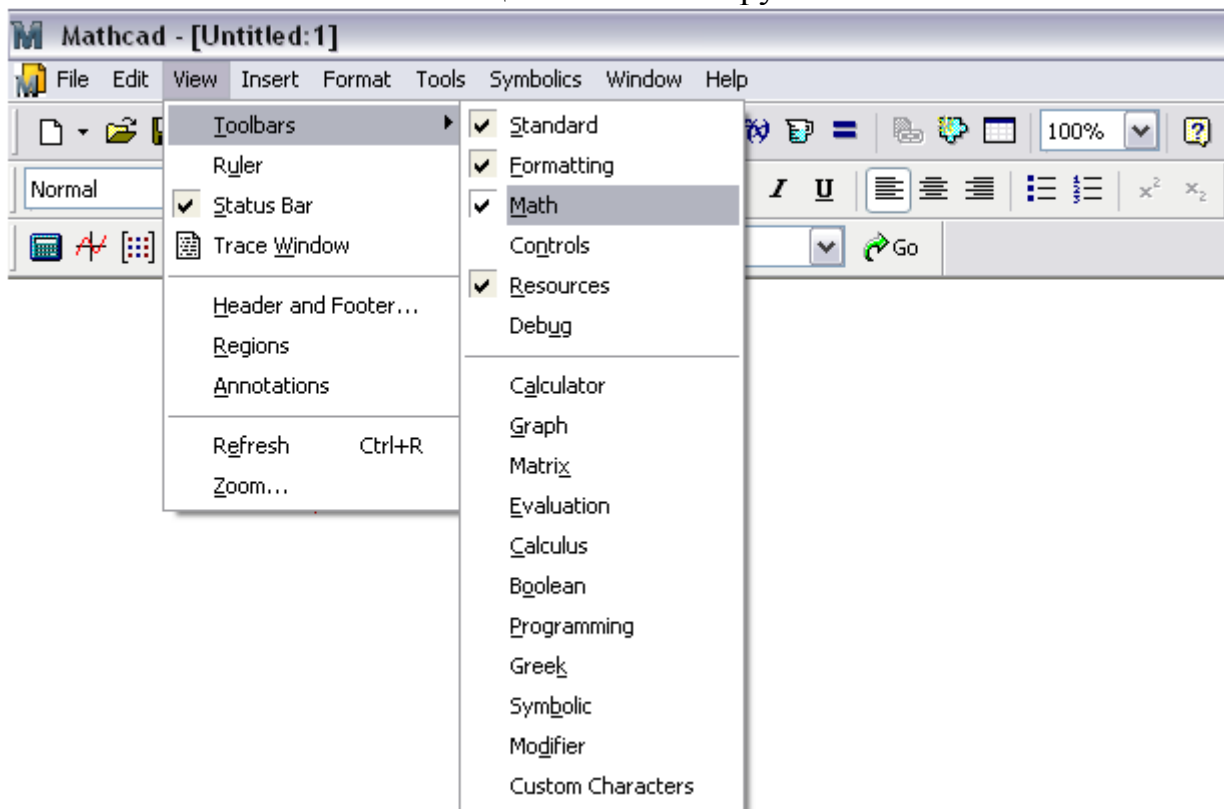 Mathcad - [Untitled:1]
File Edit View Insert Format Tools Symbolics Window Help
Toolbars
Ruler
Status Bar
Trace Window
Header and Footer...
Regions
Annotations
Refresh Ctrl+R
Zoom...
Standard
Formatting
Math
Controls
Resources
Debug
Calculator
Graph
Matrix
Evaluation
Calculus
Boolean
Programming
Greek
Symbolic
Modifier
Custom Characters
100%
Normal
I U x² x₂
Go